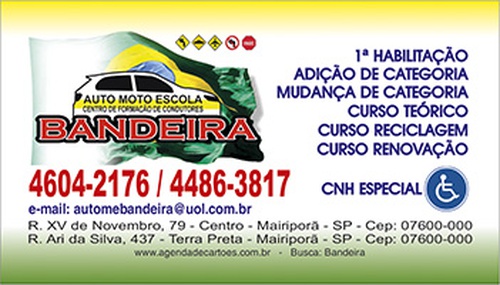 AUTO MOTO ESCOLA
CENTRO DE FORMAÇÃO DE CONDUTORES
BANDEIRA
1ª HABILITAÇÃO
ADIÇÃO DE CATEGORIA
MUDANÇA DE CATEGORIA
CURSO TEÓRICO
CURSO RECICLAGEM
CURSO RENOVAÇÃO
CNH ESPECIAL
4604-2176 / 4486-3817
e-mail: automebandeira@uol.com.br
R. XV de Novembro, 79 - Centro - Mairiporã - SP - Cep: 07600-000
R. Ari da Silva, 437 - Terra Preta - Mairiporã - SP - Cep: 07600-000
www.agendadecartoes.com.br - Busca: Bandeira